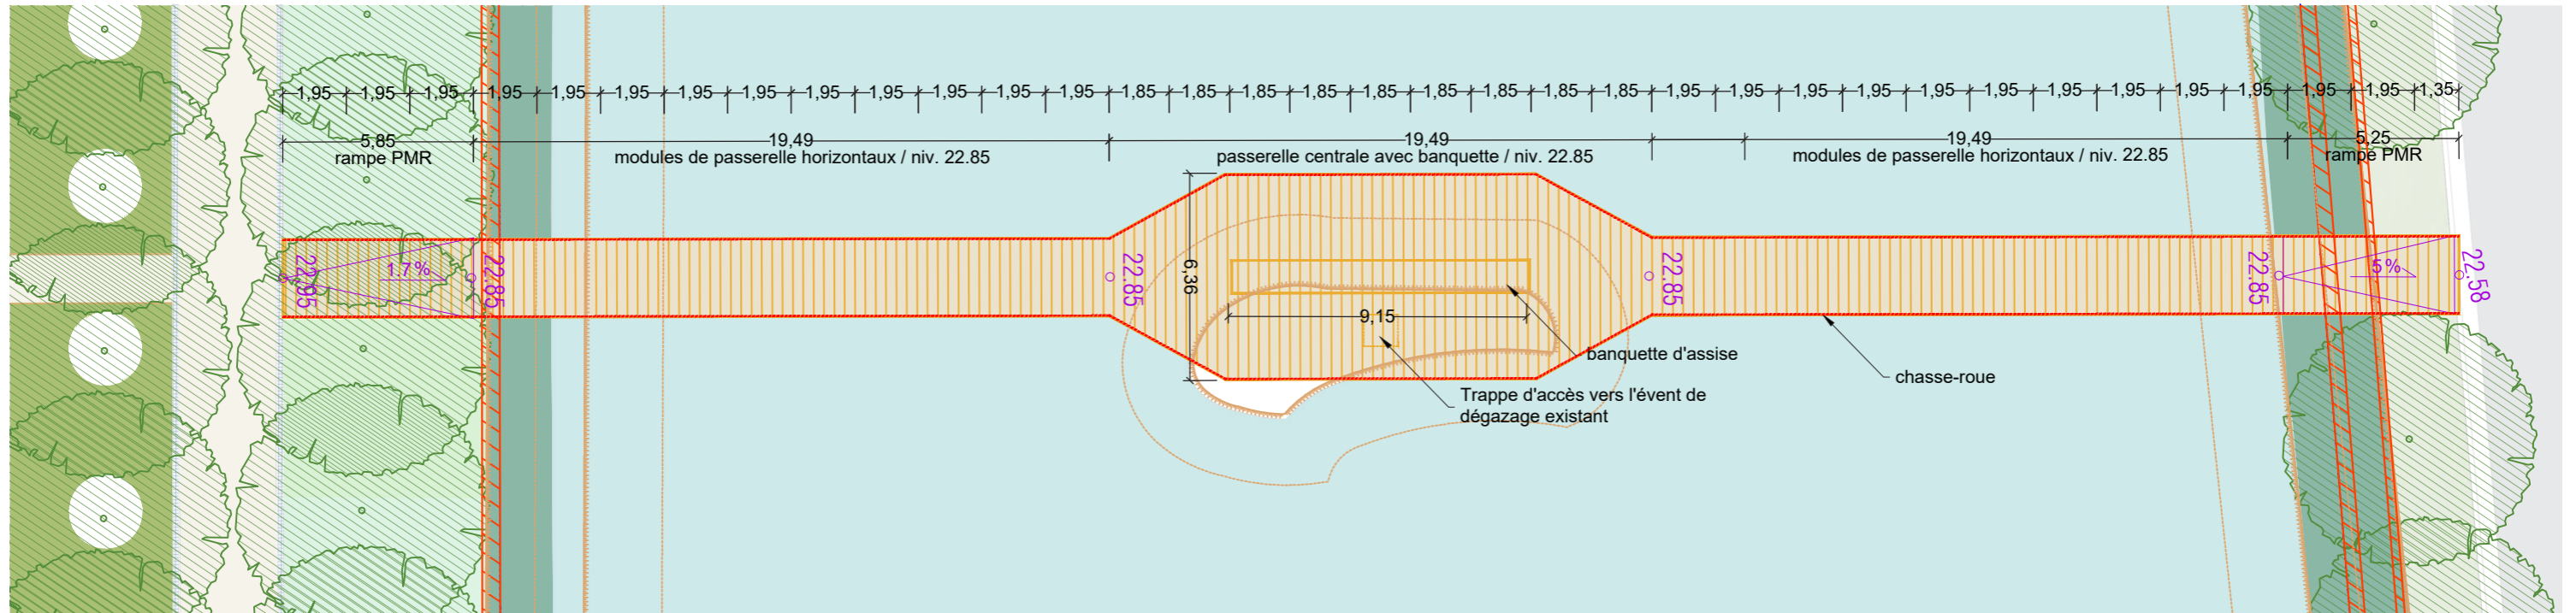 1,95 1,95 1,95 1,95 1,95 1,95 1,95 1,95 1,95 1,95 1,95 1,95 1,95 1,85 1,85 1,85 1,85 1,85 1,85 1,85 1,85 1,85 1,95 1,95 1,95 1,95 1,95 1,95 1,95 1,95 1,95 1,95 1,95 1,95 1,35
5,85 19,49 19,49 19,49 5,25
rampe PMR
modules de passerelle horizontaux / niv. 22.85
passerelle centrale avec banquette / niv. 22.85
modules de passerelle horizontaux / niv. 22.85
rampe PMR
22.95
1.7%
22.85
22.85
6,36
9,15
22.85
22.85
5%
22.58
banquette d'assise
chasse-roue
Trappe d'accès vers l'évent de
dégazage existant